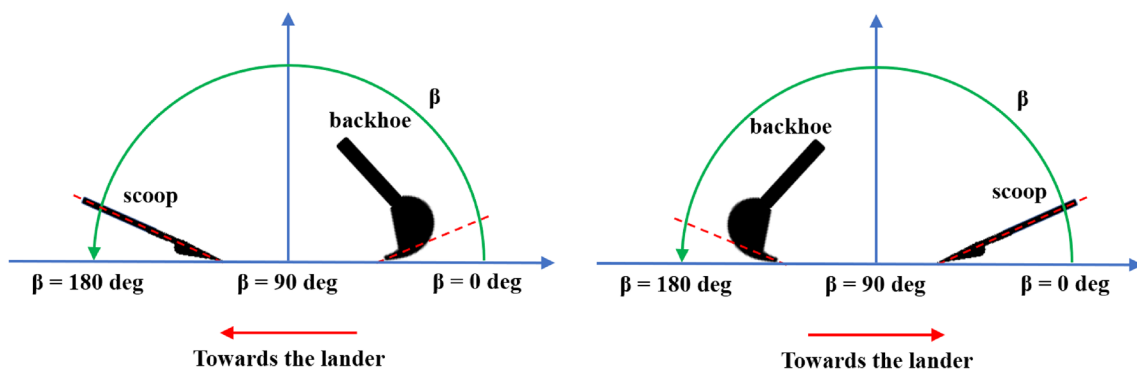 β
backhoe
scoop
β = 180 deg
β = 90 deg
β = 0 deg
Towards the lander
β
backhoe
scoop
β = 180 deg
β = 90 deg
β = 0 deg
Towards the lander